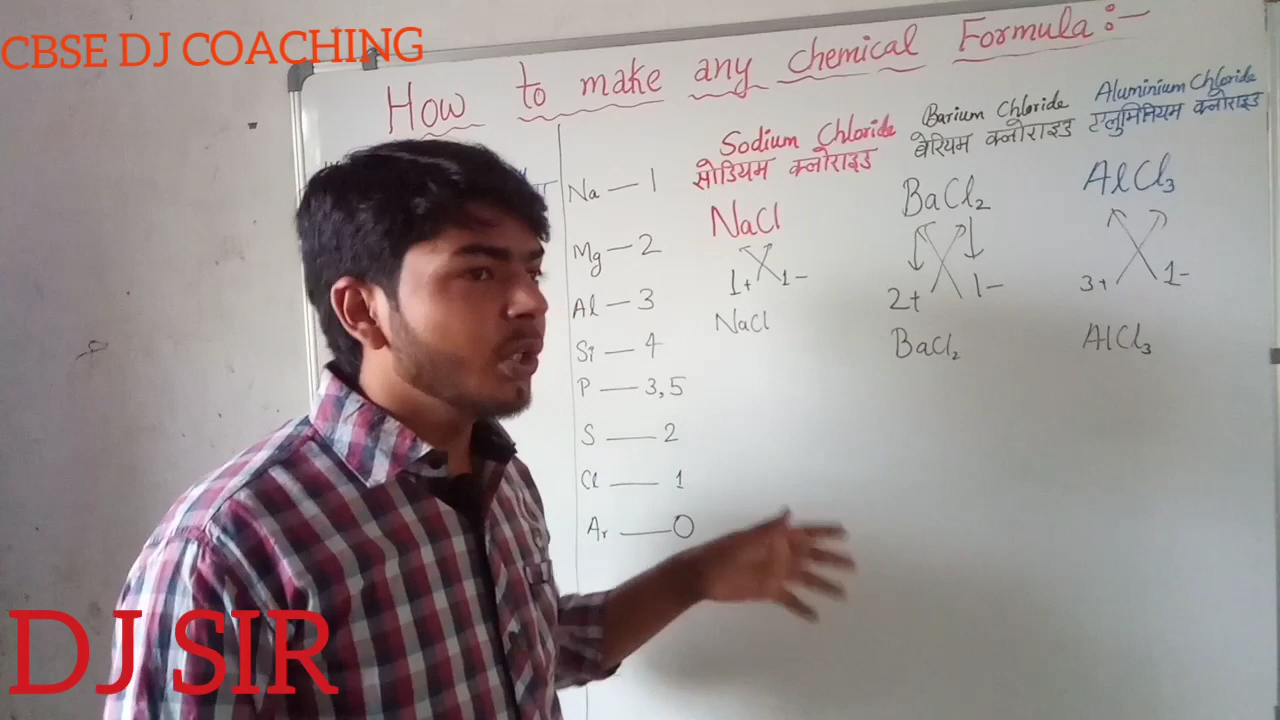 CBSE DJ COACHING
How to make any chemical Formula:-
Na — 1
Mg — 2
Al — 3
Si — 4
P — 3,5
S — 2
Cl — 1
Ar — 0
Sodium Chloride
सोडियम क्लोराइड
NaCl
1+ 1-
NaCl
Barium Chloride
बेरियम क्लोराइड
BaCl2
2+ 1-
BaCl2
Aluminium Chloride
एलुमिनियम क्लोराइड
AlCl3
3+ 1-
AlCl3
DJ SIR